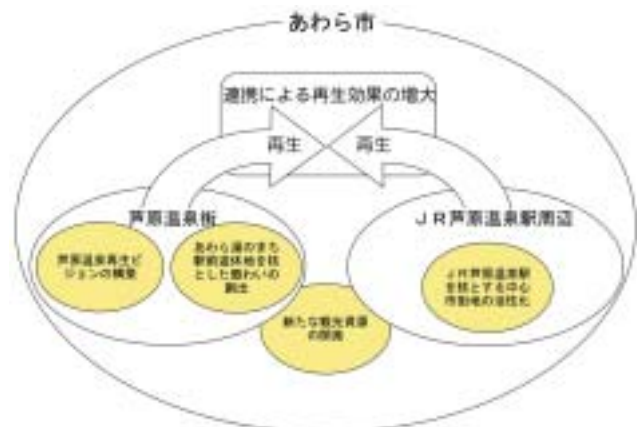 あわら市
連携による再生効果の増大
再生 再生
芦原温泉街
JR芦原温泉駅周辺
芦原温泉再生ビ
ジョンの構築
あわら湯のまち
駅前遊休地を核
とした賑わいの
創出
新たな観光資源
の開発
JR芦原温泉駅
を核とする中心
市街地の活性化